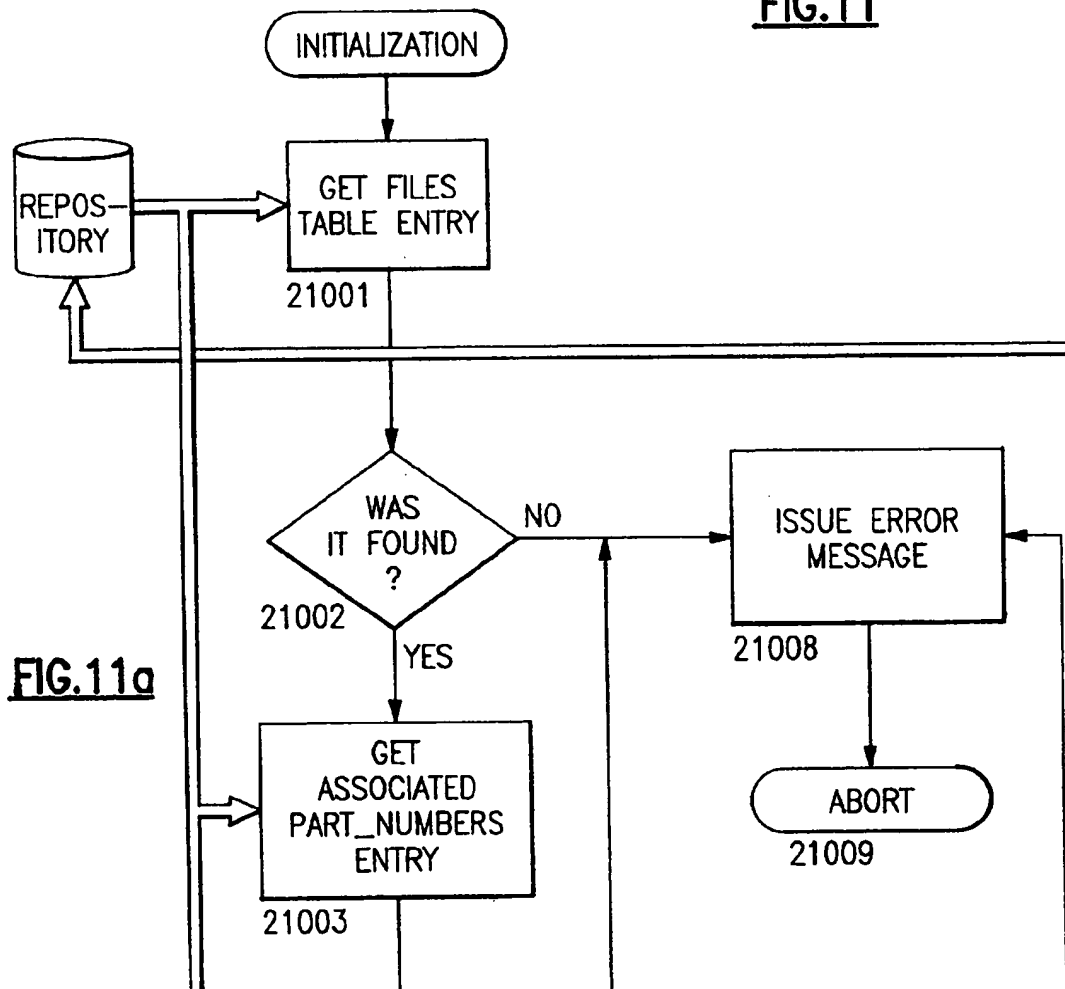 FIG.11
INITIALIZATION
REPOS-
ITORY
GET FILES
TABLE ENTRY
21001
WAS
IT FOUND
?
NO
21002
YES
ISSUE ERROR
MESSAGE
21008
FIG.11a
GET
ASSOCIATED
PART_NUMBERS
ENTRY
21003
ABORT
21009